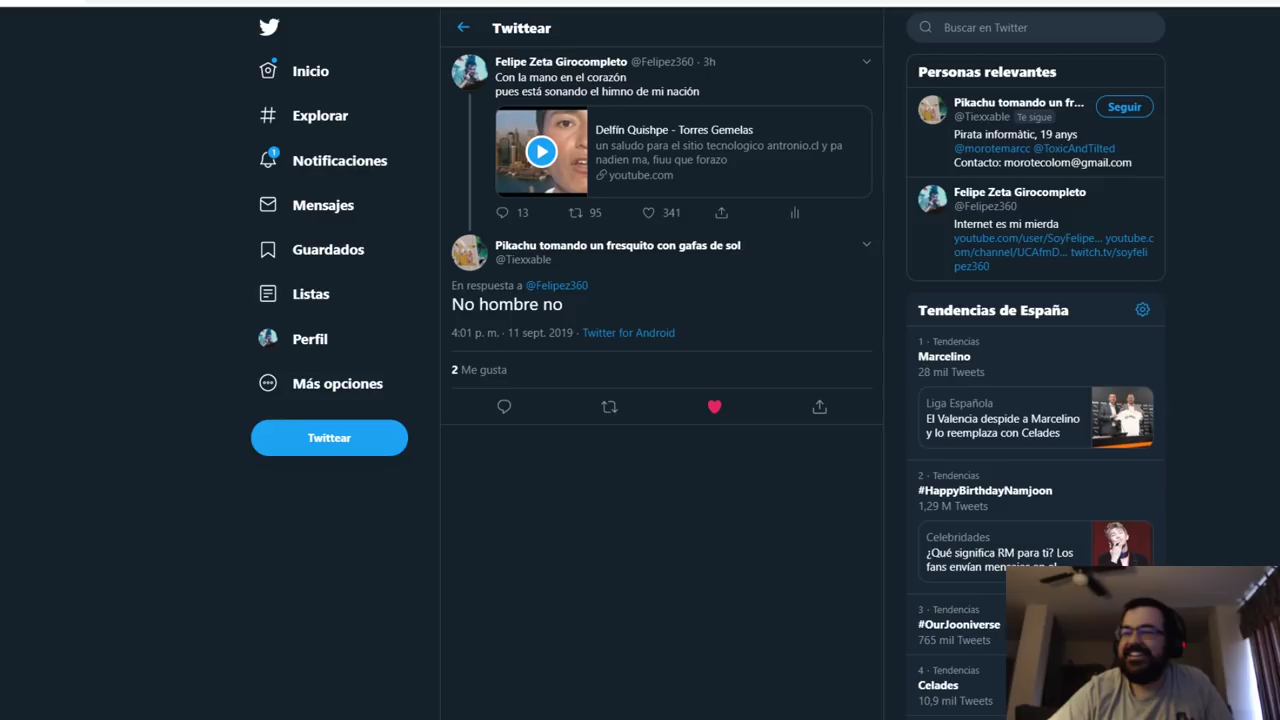 Inicio
Explorar
1
Notificaciones
Mensajes
Guardados
Listas
Perfil
Más opciones
Twittear
Twittear
Felipe Zeta Girocompleto @Felipez360 · 3h
Con la mano en el corazón
pues está sonando el himno de mi nación
Delfín Quishpe - Torres Gemelas
un saludo para el sitio tecnologico antronio.cl y pa
nadien ma, fiuu que forazo
youtube.com
13 95 341
Pikachu tomando un fresquito con gafas de sol
@Tiexxable
En respuesta a @Felipez360
No hombre no
4:01 p. m. · 11 sept. 2019 · Twitter for Android
2 Me gusta
Buscar en Twitter
Personas relevantes
Pikachu tomando un fr...
@Tiexxable Te sigue
Seguir
Pirata informàtic, 19 anys
@morotemarcc @ToxicAndTilted
Contacto: morotecolom@gmail.com
Felipe Zeta Girocompleto
@Felipez360
Internet es mi mierda
youtube.com/user/SoyFelipe... youtube.c
om/channel/UCAfmD... twitch.tv/soyfeli
pez360
Tendencias de España
1 · Tendencias
Marcelino
28 mil Tweets
Liga Española
El Valencia despide a Marcelino
y lo reemplaza con Celades
2 · Tendencias
#HappyBirthdayNamjoon
1,29 M Tweets
Celebridades
¿Qué significa RM para ti? Los
fans envían mensajes en el
3 · Tendencias
#OurJooniverse
765 mil Tweets
4 · Tendencias
Celades
10,9 mil Tweets